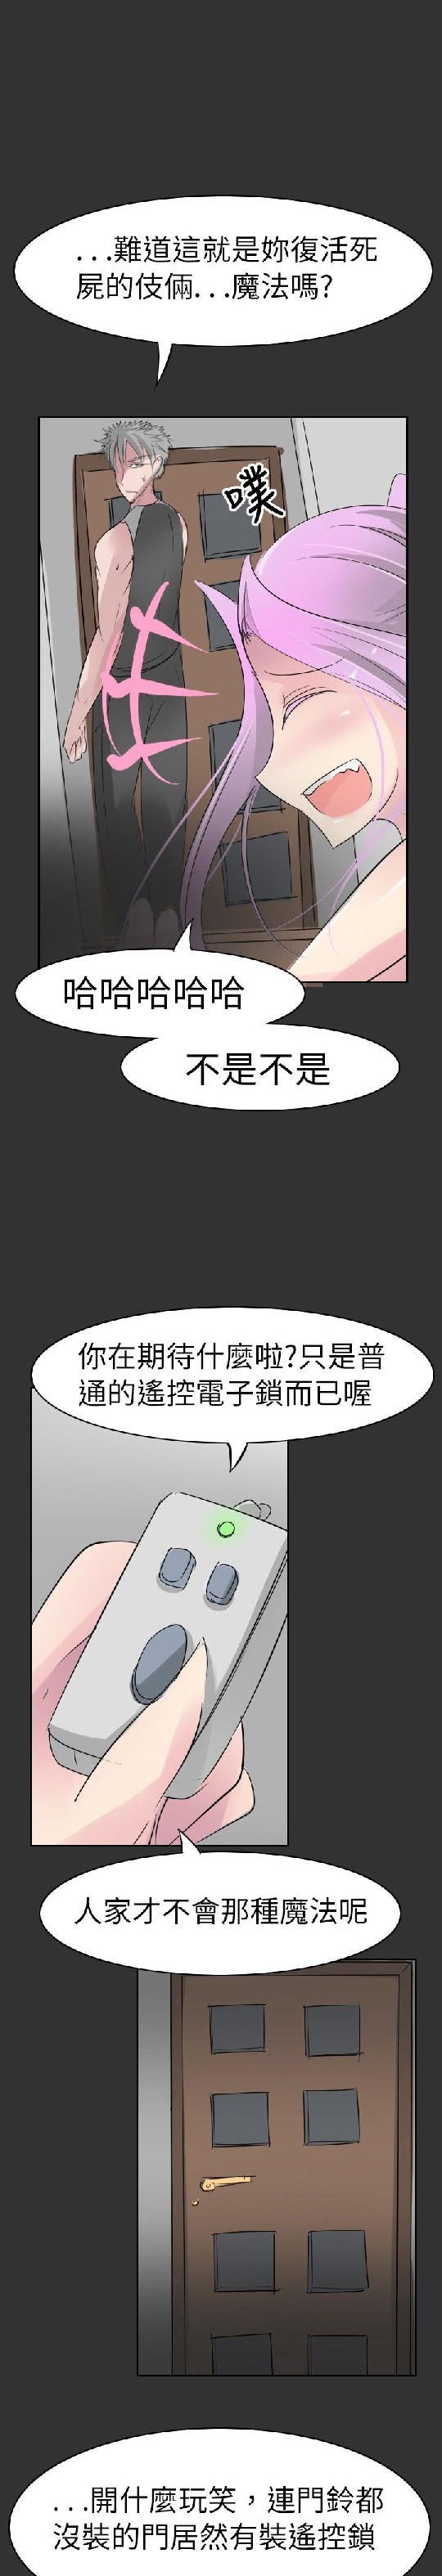 ...難道這就是妳復活死
屍的伎倆...魔法嗎?
噗
哈哈哈哈哈
不是不是
你在期待什麼啦?只是普
通的遙控電子鎖而已喔
人家才不會那種魔法呢
...開什麼玩笑，連門鈴都
沒裝的門居然有裝遙控鎖